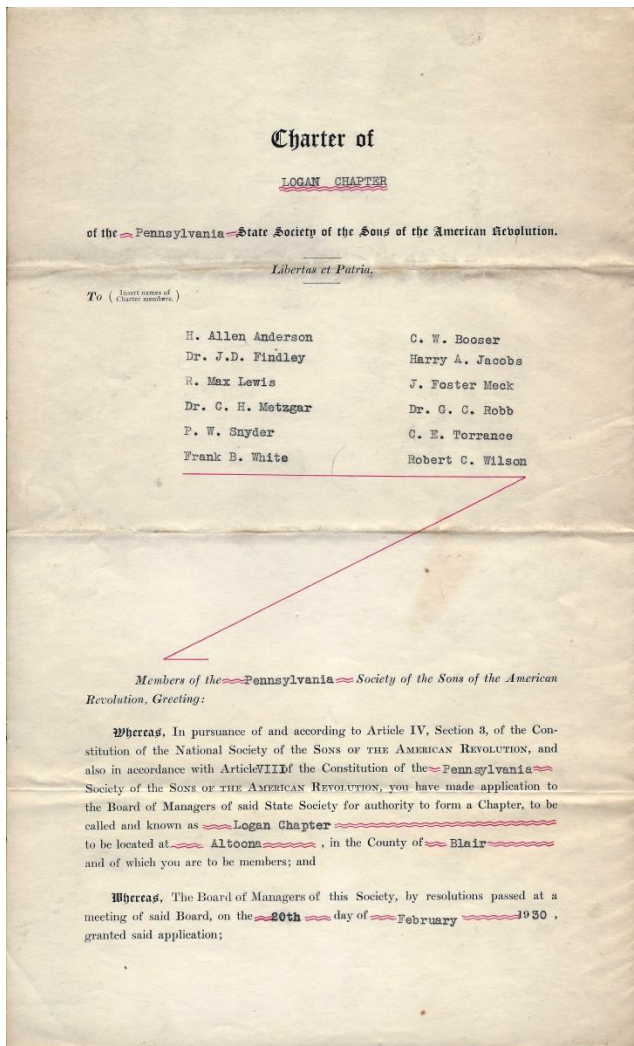 Charter of
LOGAN CHAPTER
of the Pennsylvania State Society of the Sons of the American Revolution.
Libertas et Patria.
To (Insert names of Charter members.)
H. Allen Anderson C. W. Booser
Dr. J.D. Findley Harry A. Jacobs
R. Max Lewis J. Foster Meck
Dr. C. H. Metzgar Dr. G. C. Robb
P. W. Snyder C. E. Torrance
Frank B. White Robert C. Wilson
Members of the Pennsylvania Society of the Sons of the American
Revolution, Greeting:
Whereas, In pursuance of and according to Article IV, Section 3, of the Con-
stitution of the National Society of the SONS OF THE AMERICAN REVOLUTION, and
also in accordance with Article VIII of the Constitution of the Pennsylvania
Society of the SONS OF THE AMERICAN REVOLUTION, you have made application to
the Board of Managers of said State Society for authority to form a Chapter, to be
called and known as Logan Chapter
to be located at Altoona, in the County of Blair
and of which you are to be members; and
Whereas, The Board of Managers of this Society, by resolutions passed at a
meeting of said Board, on the 20th day of February 1930,
granted said application;